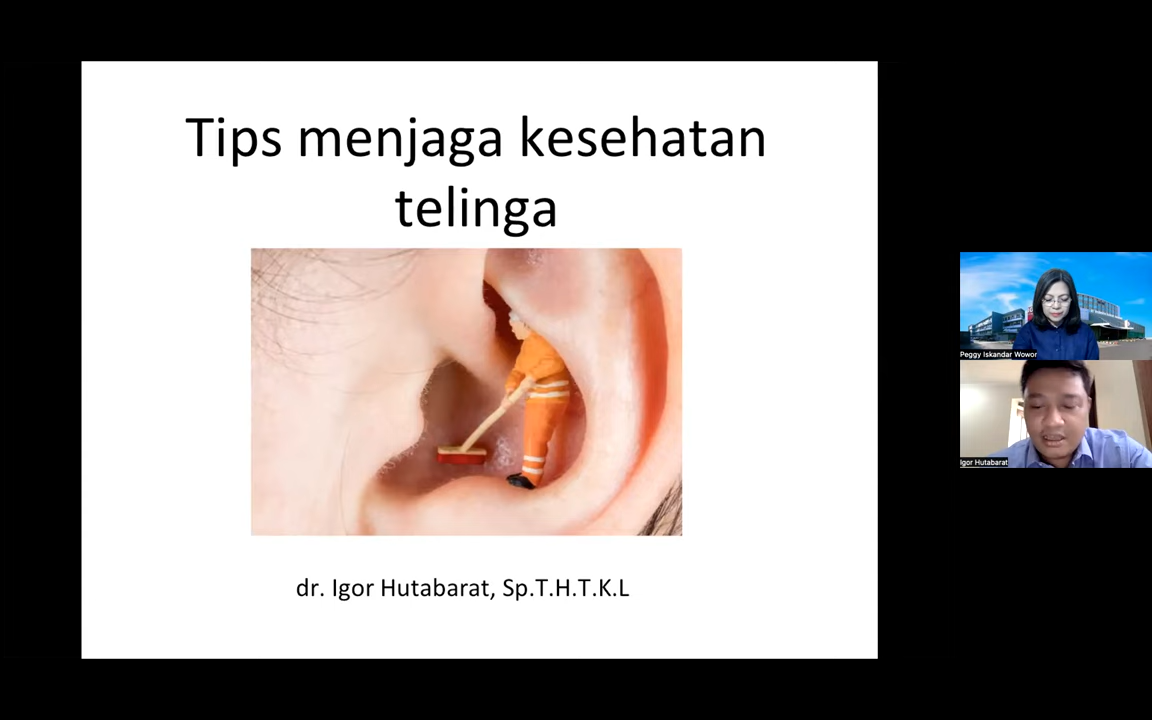 Tips menjaga kesehatan
telinga
dr. Igor Hutabarat, Sp.T.H.T.K.L
Peggy Iskandar Wowor
Igor Hutabarat